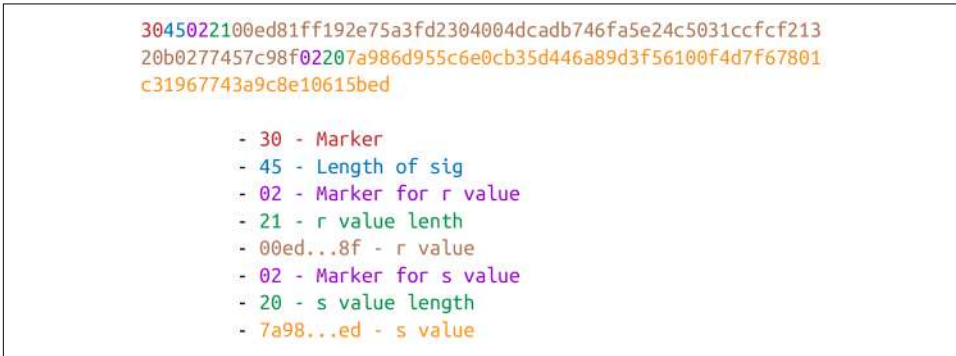 3045022100ed81ff192e75a3fd2304004dcadb746fa5e24c5031ccfcf213
20b0277457c98f02207a986d955c6e0cb35d446a89d3f56100f4d7f67801
c31967743a9c8e10615bed
- 30 - Marker
- 45 - Length of sig
- 02 - Marker for r value
- 21 - r value lenth
- 00ed...8f - r value
- 02 - Marker for s value
- 20 - s value length
- 7a98...ed - s value